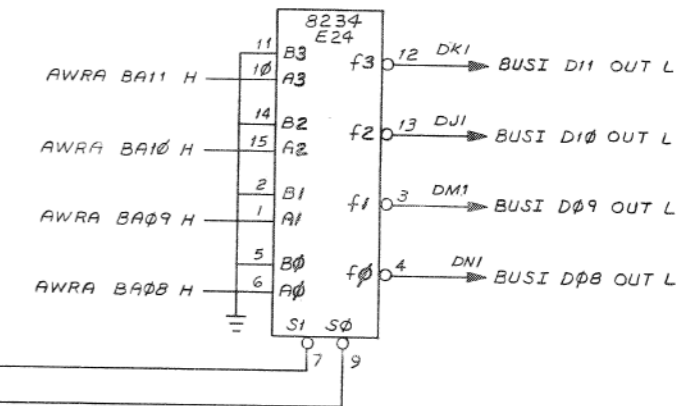 8234
E24
11 B3
AWRA BA11 H 1Ø A3
f3 12 DK1 BUSI D11 OUT L
14 B2
AWRA BA1Ø H 15 A2
f2 13 DJ1 BUSI D1Ø OUT L
2 B1
AWRA BAØ9 H 1 A1
f1 3 DM1 BUSI DØ9 OUT L
5 BØ
AWRA BAØ8 H 6 AØ
fØ 4 DN1 BUSI DØ8 OUT L
S1 SØ
7 9